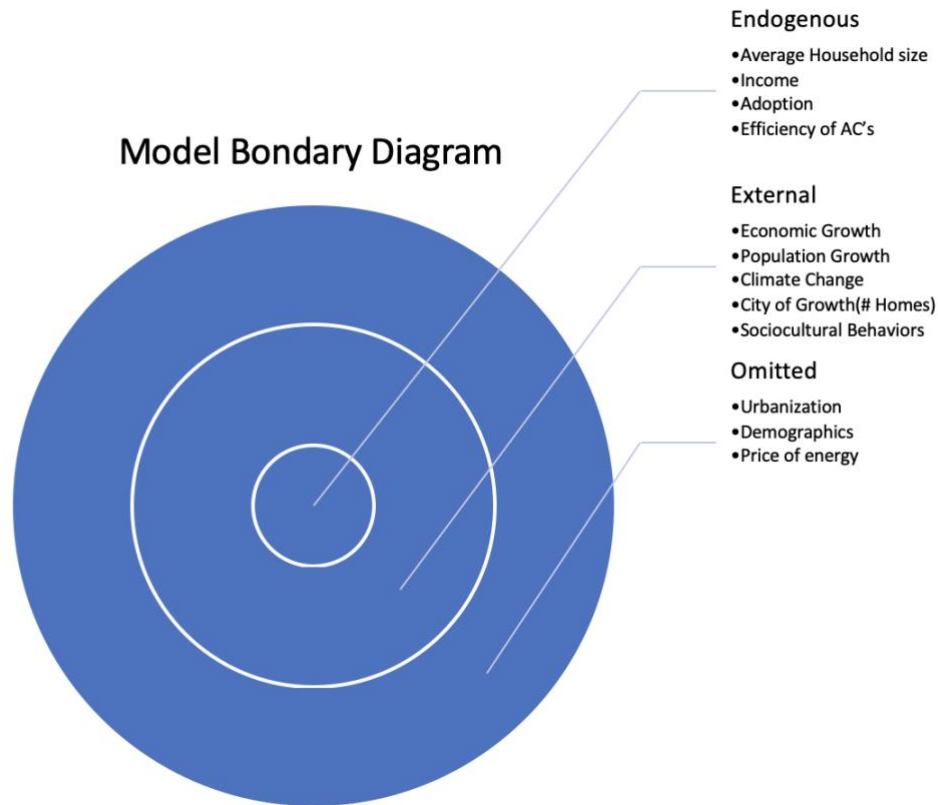 Endogenous
•Average Household size
•Income
•Adoption
•Efficiency of AC's
Model Bondary Diagram
External
•Economic Growth
•Population Growth
•Climate Change
•City of Growth(# Homes)
•Sociocultural Behaviors
Omitted
•Urbanization
•Demographics
•Price of energy